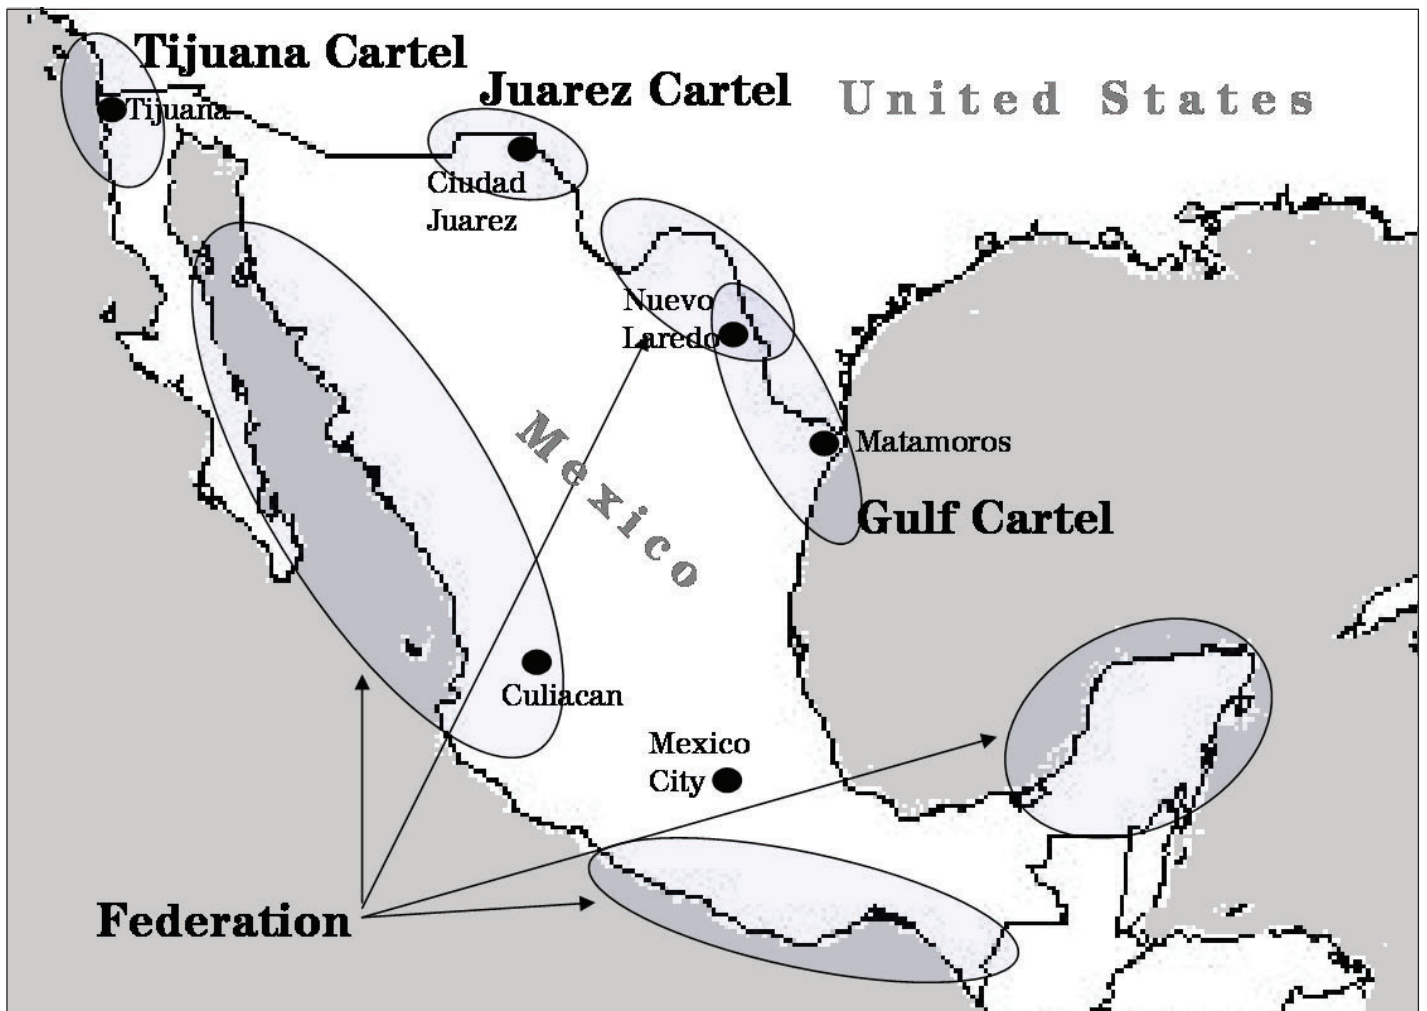 Tijuana Cartel
Juarez Cartel
United States
Tijuana
Ciudad
Juarez
Nuevo
Laredo
Mexico
Matamoros
Gulf Cartel
Culiacan
Mexico
City
Federation